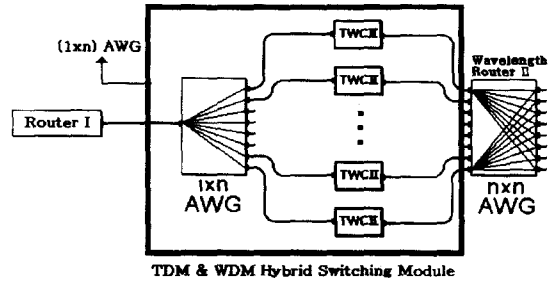 (1xn) AWG
Router I
TWCⅡ
TWCⅡ
TWCⅡ
TWCⅡ
Wavelength
Router Ⅱ
1xn
AWG
nxn
AWG
TDM & WDM Hybrid Switching Module